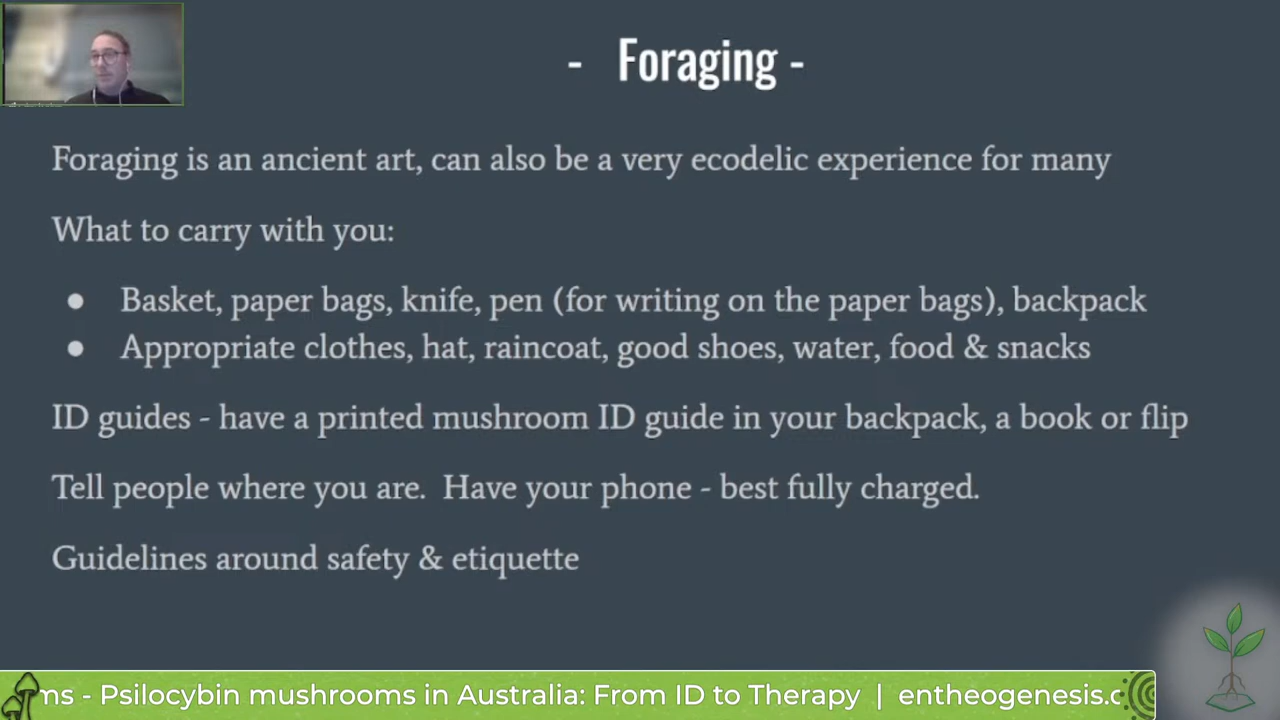 - Foraging -
Foraging is an ancient art, can also be a very ecodelic experience for many
What to carry with you:
● Basket, paper bags, knife, pen (for writing on the paper bags), backpack
● Appropriate clothes, hat, raincoat, good shoes, water, food & snacks
ID guides - have a printed mushroom ID guide in your backpack, a book or flip
Tell people where you are.  Have your phone - best fully charged.
Guidelines around safety & etiquette
ms - Psilocybin mushrooms in Australia: From ID to Therapy | entheogenesis.c